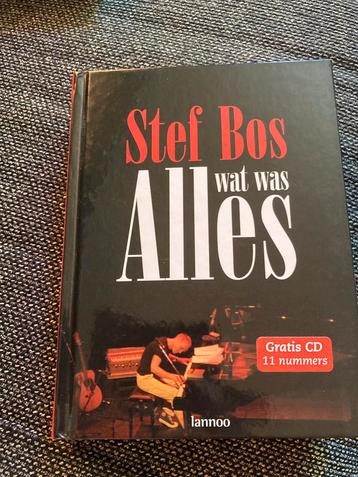 Stef Bos
wat was
Alles
Gratis CD
11 nummers
lannoo